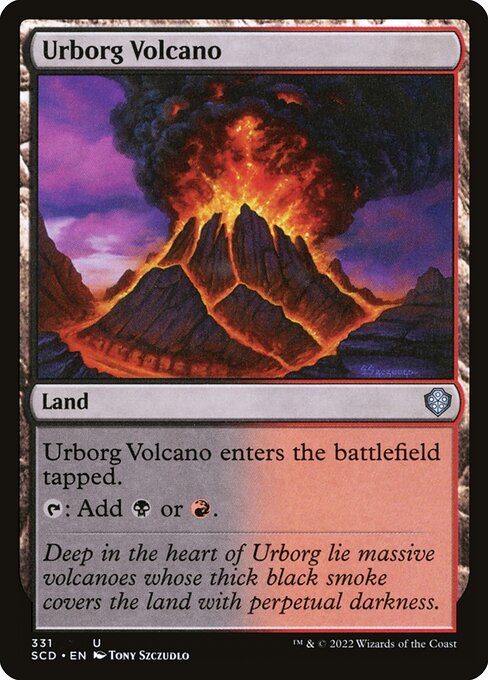 Urborg Volcano
Land
Urborg Volcano enters the battlefield
tapped.
: Add or .
Deep in the heart of Urborg lie massive
volcanoes whose thick black smoke
covers the land with perpetual darkness.
331 U
SCD • EN Tony Szczudlo
™ & © 2022 Wizards of the Coast